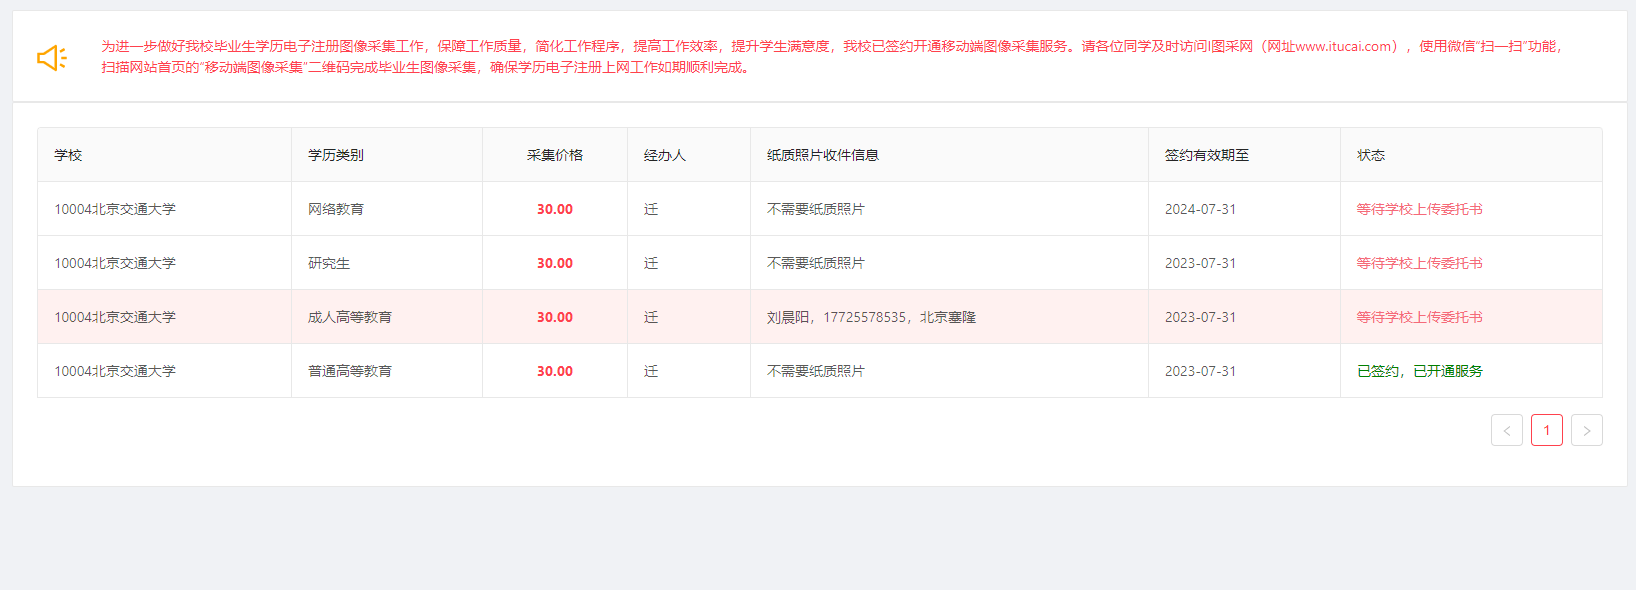 为进一步做好我校毕业生学历电子注册图像采集工作，保障工作质量，简化工作程序，提高工作效率，提升学生满意度，我校已签约开通移动端图像采集服务。请各位同学及时访问i图采网（网址www.itucai.com），使用微信“扫一扫”功能，
扫描网站首页的“移动端图像采集”二维码完成毕业生图像采集，确保学历电子注册上网工作如期顺利完成。
学校 学历类别 采集价格 经办人 纸质照片收件信息 签约有效期至 状态
10004北京交通大学 网络教育 30.00 迁 不需要纸质照片 2024-07-31 等待学校上传委托书
10004北京交通大学 研究生 30.00 迁 不需要纸质照片 2023-07-31 等待学校上传委托书
10004北京交通大学 成人高等教育 30.00 迁 刘晨阳，17725578535，北京塞隆 2023-07-31 等待学校上传委托书
10004北京交通大学 普通高等教育 30.00 迁 不需要纸质照片 2023-07-31 已签约，已开通服务
< 1 >